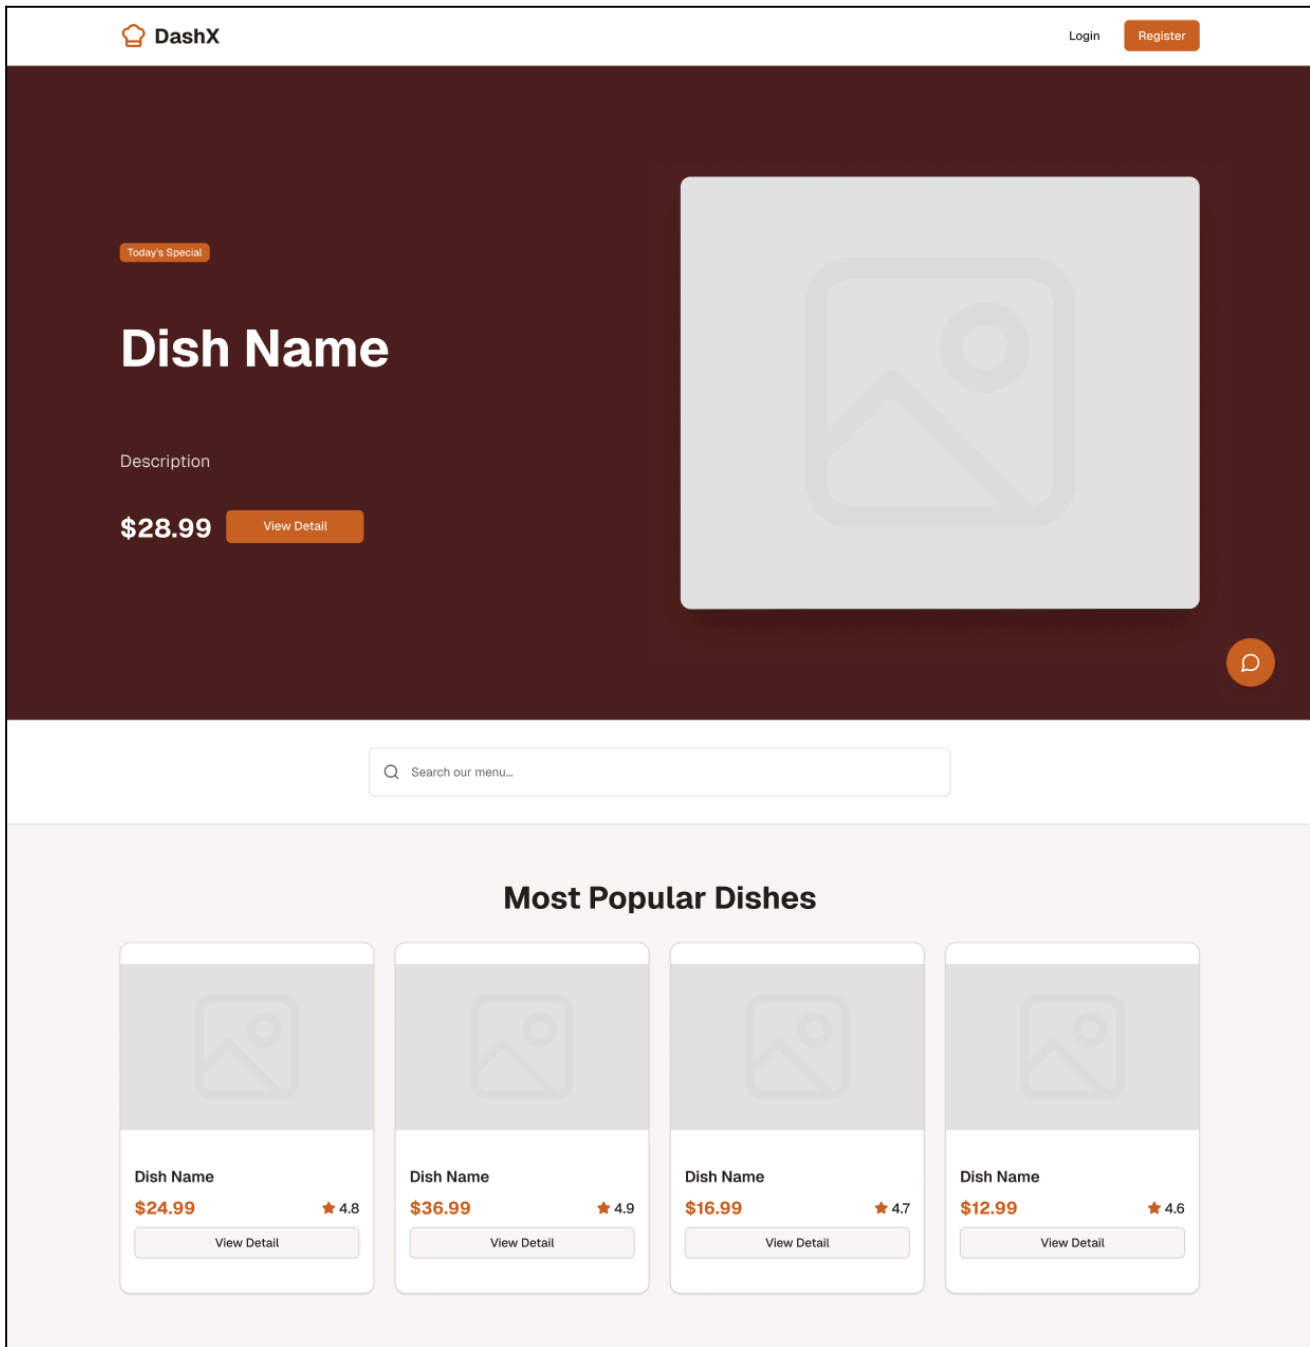 DashX
Login
Register
Today's Special
Dish Name
Description
$28.99
View Detail
Search our menu...
Most Popular Dishes
Dish Name
$24.99
4.8
View Detail
Dish Name
$36.99
4.9
View Detail
Dish Name
$16.99
4.7
View Detail
Dish Name
$12.99
4.6
View Detail